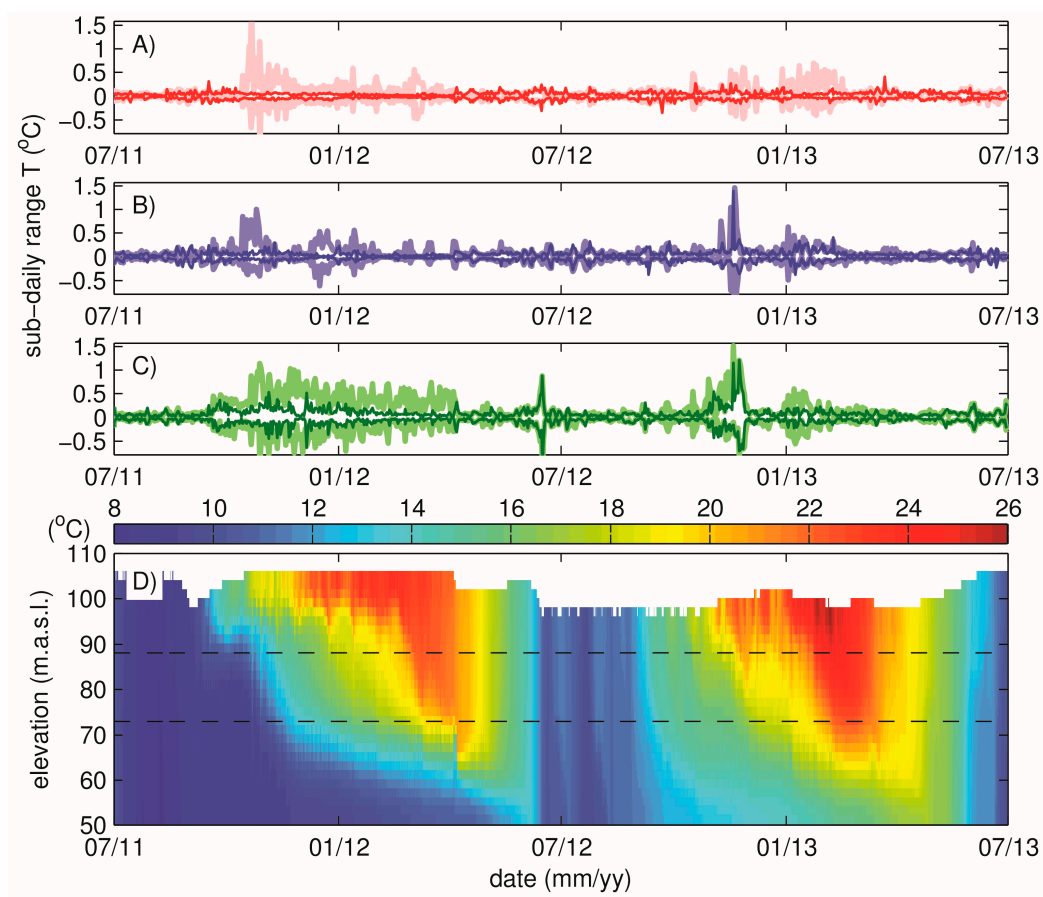 A)
1.5
1
0.5
0
−0.5
07/11 01/12 07/12 01/13 07/13
sub−daily range T (°C)
B)
1.5
1
0.5
0
−0.5
07/11 01/12 07/12 01/13 07/13
C)
1.5
1
0.5
0
−0.5
07/11 01/12 07/12 01/13 07/13
8 10 12 14 16 18 20 22 24 26
(°C)
D)
110
100
90
80
70
60
50
elevation (m.a.s.l.)
07/11 01/12 07/12 01/13 07/13
date (mm/yy)